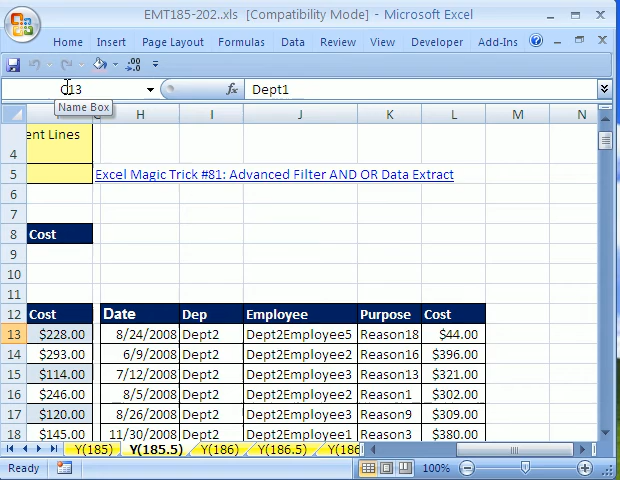 EMT185-202..xls [Compatibility Mode] - Microsoft Excel
Home Insert Page Layout Formulas Data Review View Developer Add-Ins
13 fx Dept1
Name Box
H I J K L M N
4 ent Lines
5 Excel Magic Trick #81: Advanced Filter AND OR Data Extract
6
7
8 Cost
9
10
11
12 Cost Date Dep Employee Purpose Cost
13 $228.00 8/24/2008 Dept2 Dept2Employee5 Reason18 $44.00
14 $293.00 6/9/2008 Dept2 Dept2Employee2 Reason16 $396.00
15 $114.00 7/12/2008 Dept2 Dept2Employee3 Reason13 $321.00
16 $246.00 8/5/2008 Dept2 Dept2Employee2 Reason1 $302.00
17 $120.00 8/26/2008 Dept2 Dept2Employee3 Reason9 $309.00
18 $145.00 11/30/2008 Dept2 Dept2Employee1 Reason3 $380.00
Y(185) Y(185.5) Y(186) Y(186.5) Y(186
Ready 100%